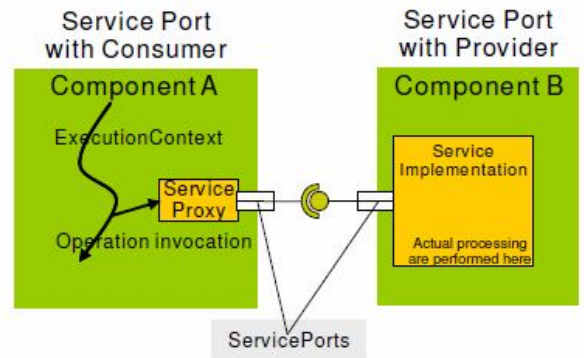 Service Port
with Consumer
Service Port
with Provider
Component A
ExecutionContext
Service
Proxy
Operation invocation
Component B
Service
Implementation
Actual processing
are performed here
ServicePorts